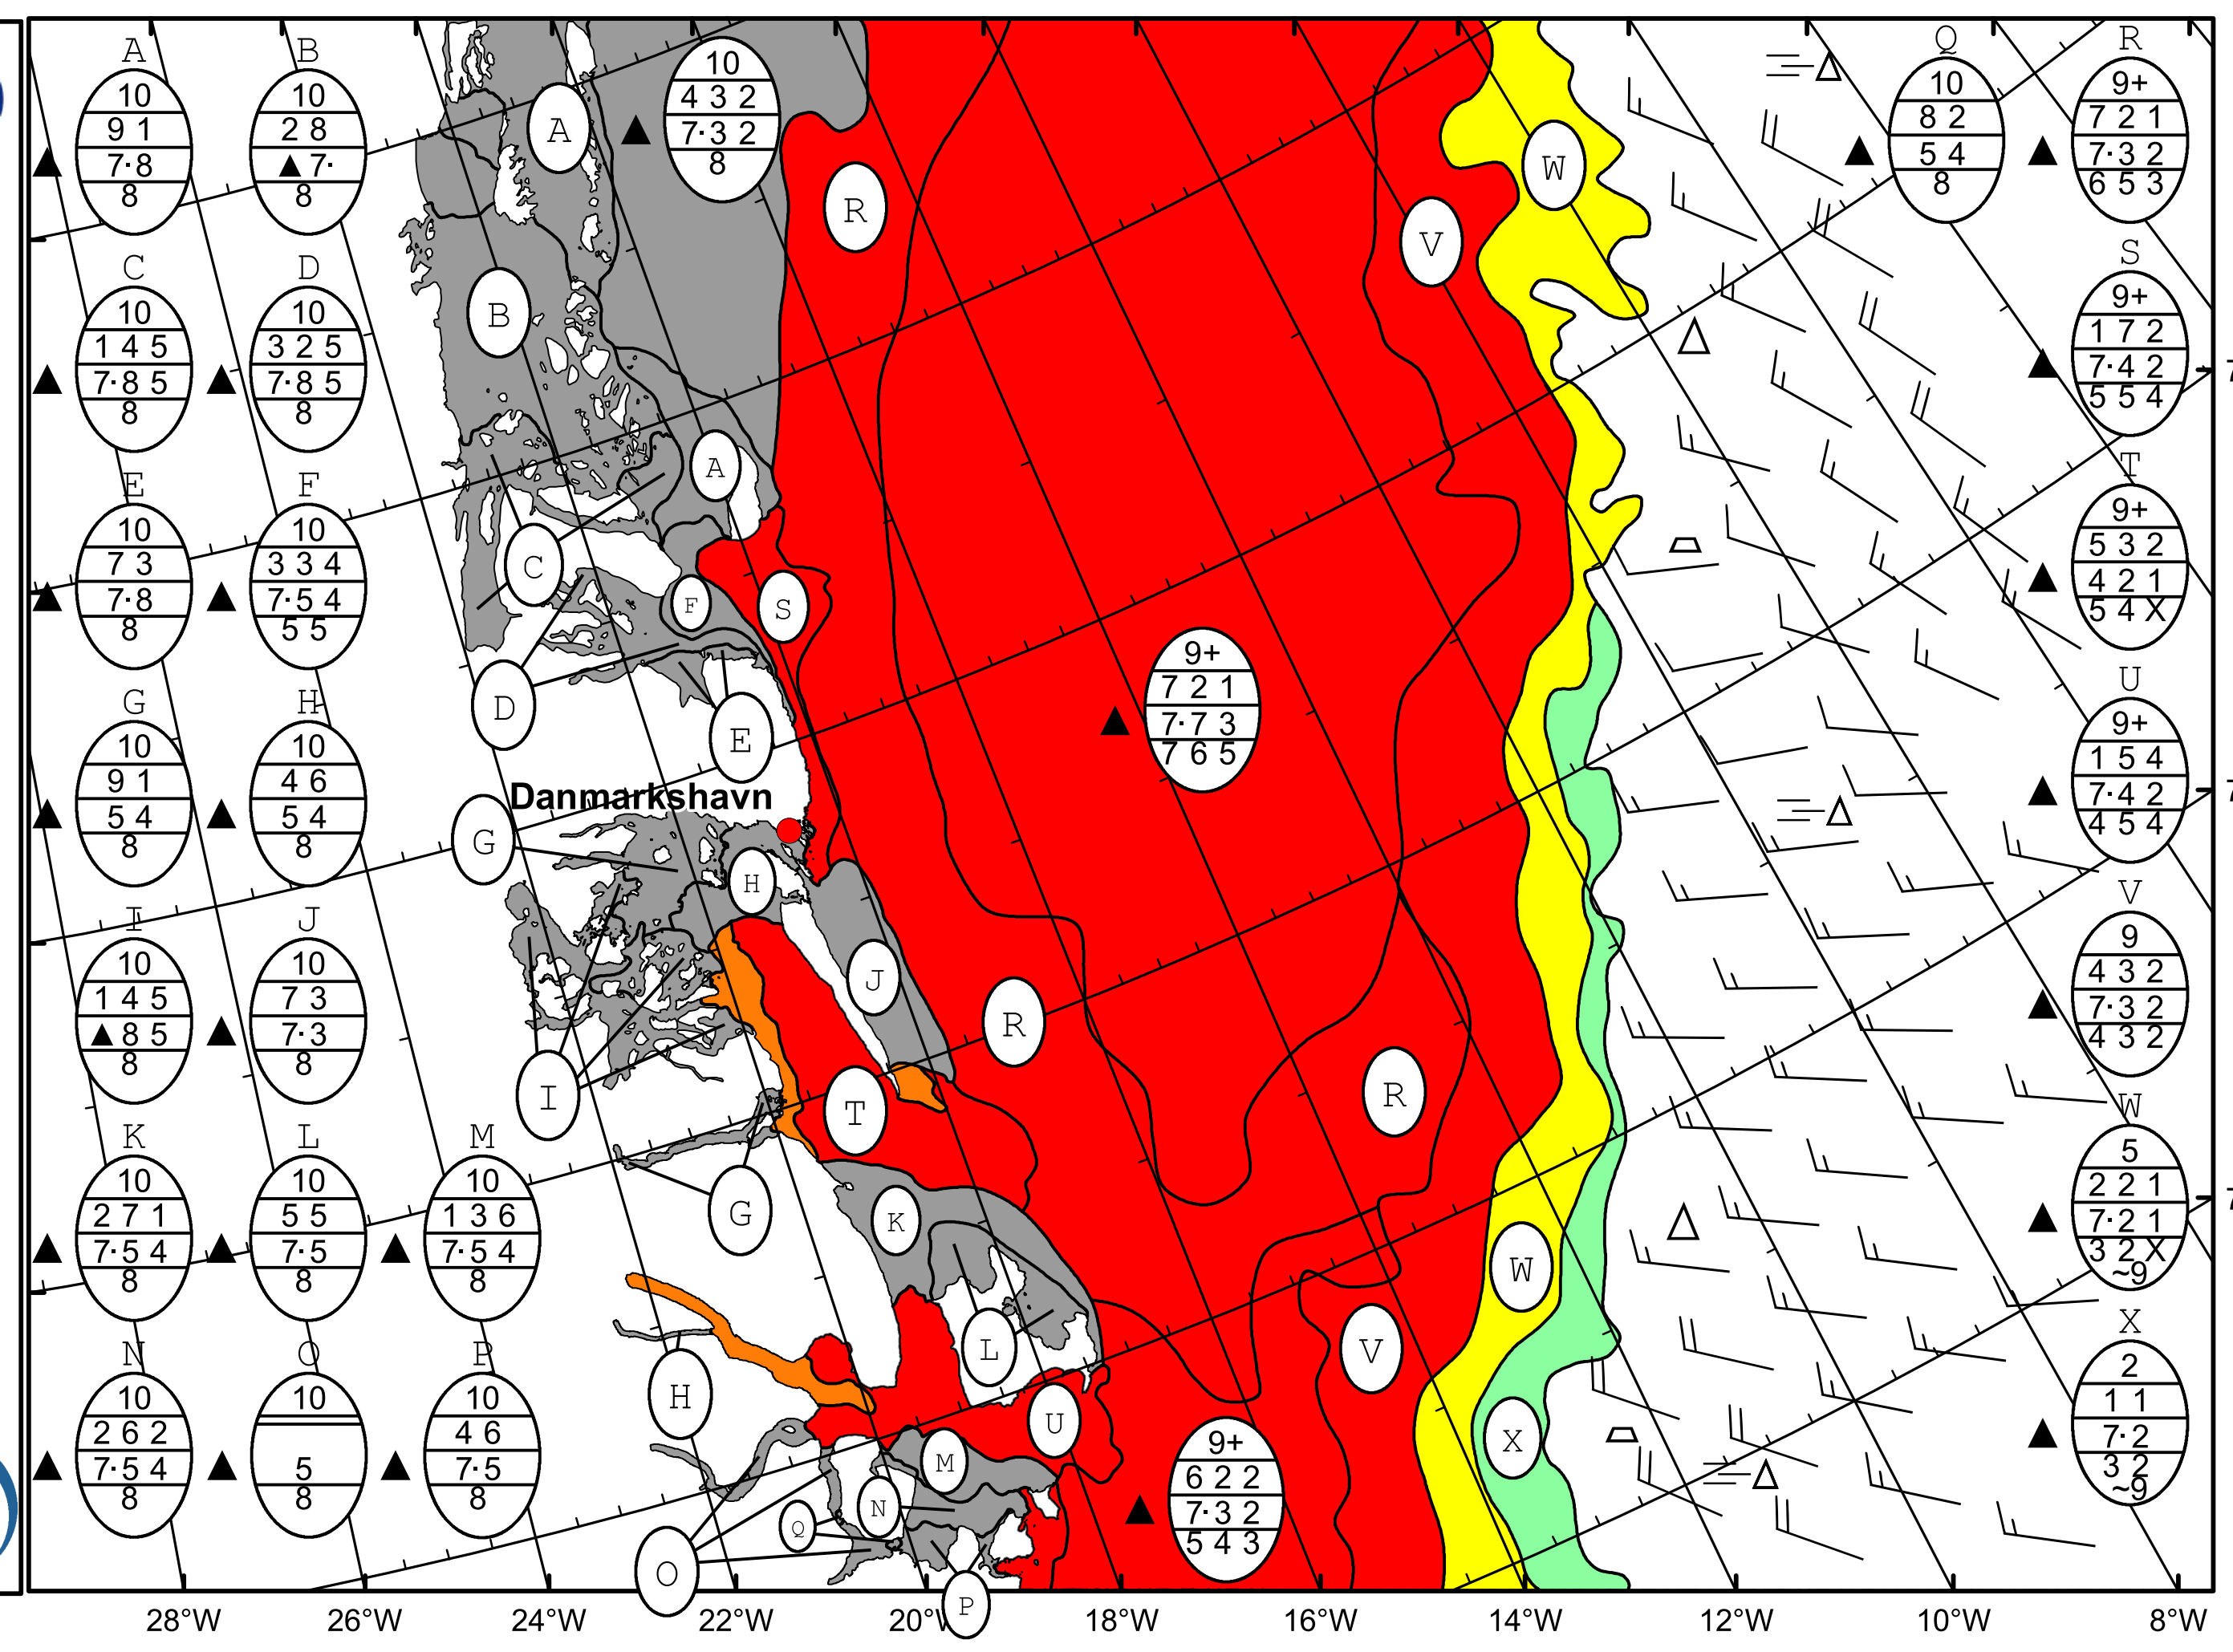 A
10
9 1
7· 8
8
B
10
2 8
▲ 7·
8
10
4 3 2
7· 3 2
8
Q
10
8 2
5 4
8
R
9+
7 2 1
7· 3 2
6 5 3
C
10
1 4 5
7· 8 5
8
D
10
3 2 5
7· 8 5
8
S
9+
1 7 2
7· 4 2
5 5 4
E
10
7 3
7· 8
8
F
10
3 3 4
7· 5 4
5 5
T
9+
5 3 2
4 2 1
5 4 X
G
10
9 1
5 4
8
H
10
4 6
5 4
8
9+
7 2 1
7· 7 3
7 6 5
U
9+
1 5 4
7· 4 2
4 5 4
I
10
1 4 5
▲ 8 5
8
J
10
7 3
7· 3
8
V
9
4 3 2
7· 3 2
4 3 2
K
10
2 7 1
7· 5 4
8
L
10
5 5
7· 5
8
M
10
1 3 6
7· 5 4
8
W
5
2 2 1
7· 2 1
3 2 X
~9
N
10
2 6 2
7· 5 4
8
O
10
5
8
P
10
4 6
7· 5
8
9+
6 2 2
7· 3 2
5 4 3
X
2
1 1
7· 2
3 2
~9
A
W
R
V
B
A
C
F
S
D
E
Danmarkshavn
G
H
J
R
I
T
R
G
K
W
L
V
H
U
X
M
N
Q
O
P
7
7
7
28°W
26°W
24°W
22°W
20°W
18°W
16°W
14°W
12°W
10°W
8°W